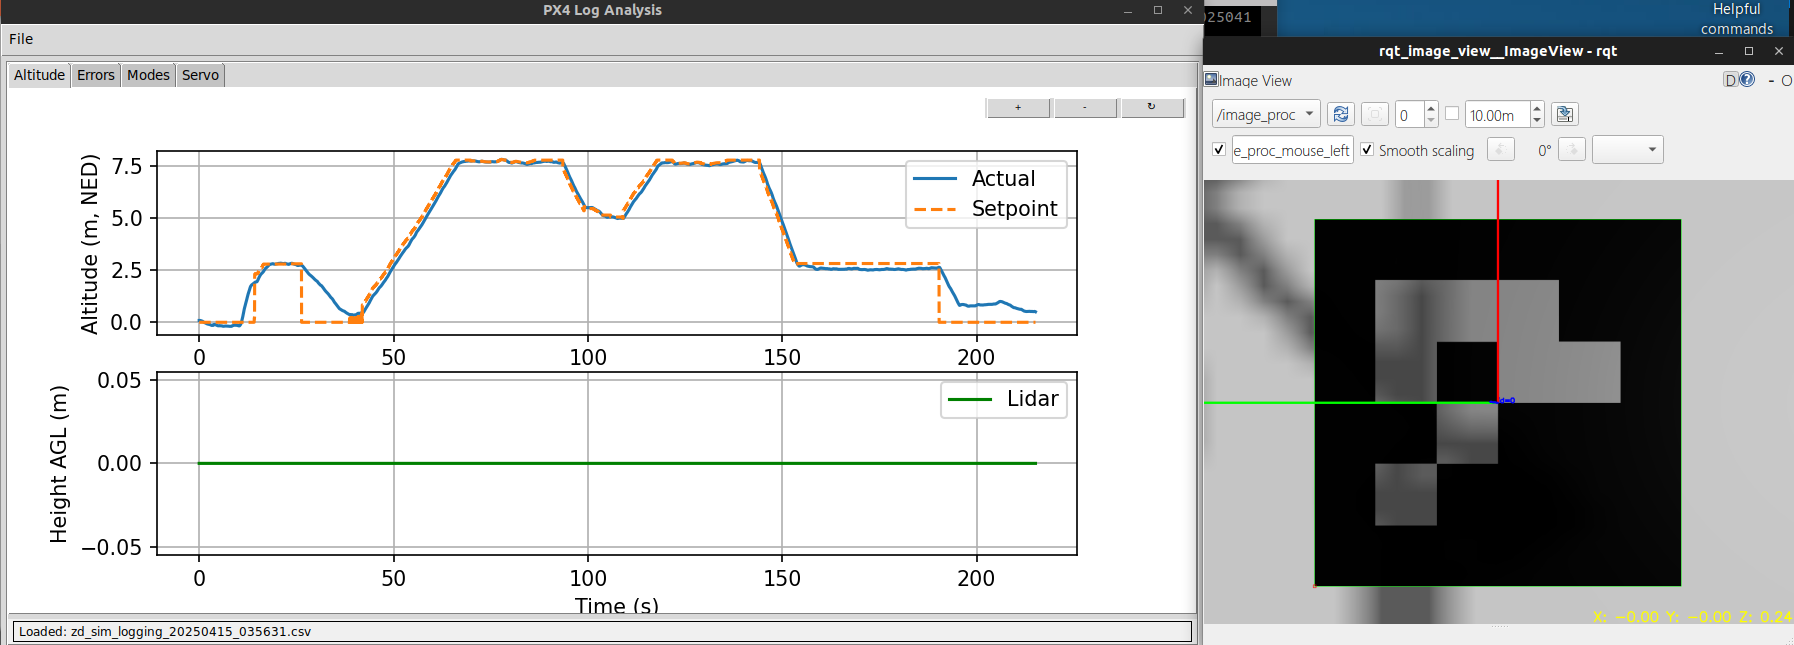 PX4 Log Analysis
File
Altitude Errors Modes Servo
+ - ↻
Altitude (m, NED)
7.5
5.0
2.5
0.0
Actual
Setpoint
0 50 100 150 200
Height AGL (m)
0.05
0.00
−0.05
Lidar
0 50 100 150 200
Time (s)
Loaded: zd_sim_logging_20250415_035631.csv
025041
Helpful
commands
rqt_image_view__ImageView - rqt
Image View
D ? - O
/image_proc 0 10.00m
e_proc_mouse_left Smooth scaling 0°
X: −0.00 Y: −0.00 Z: 0.24